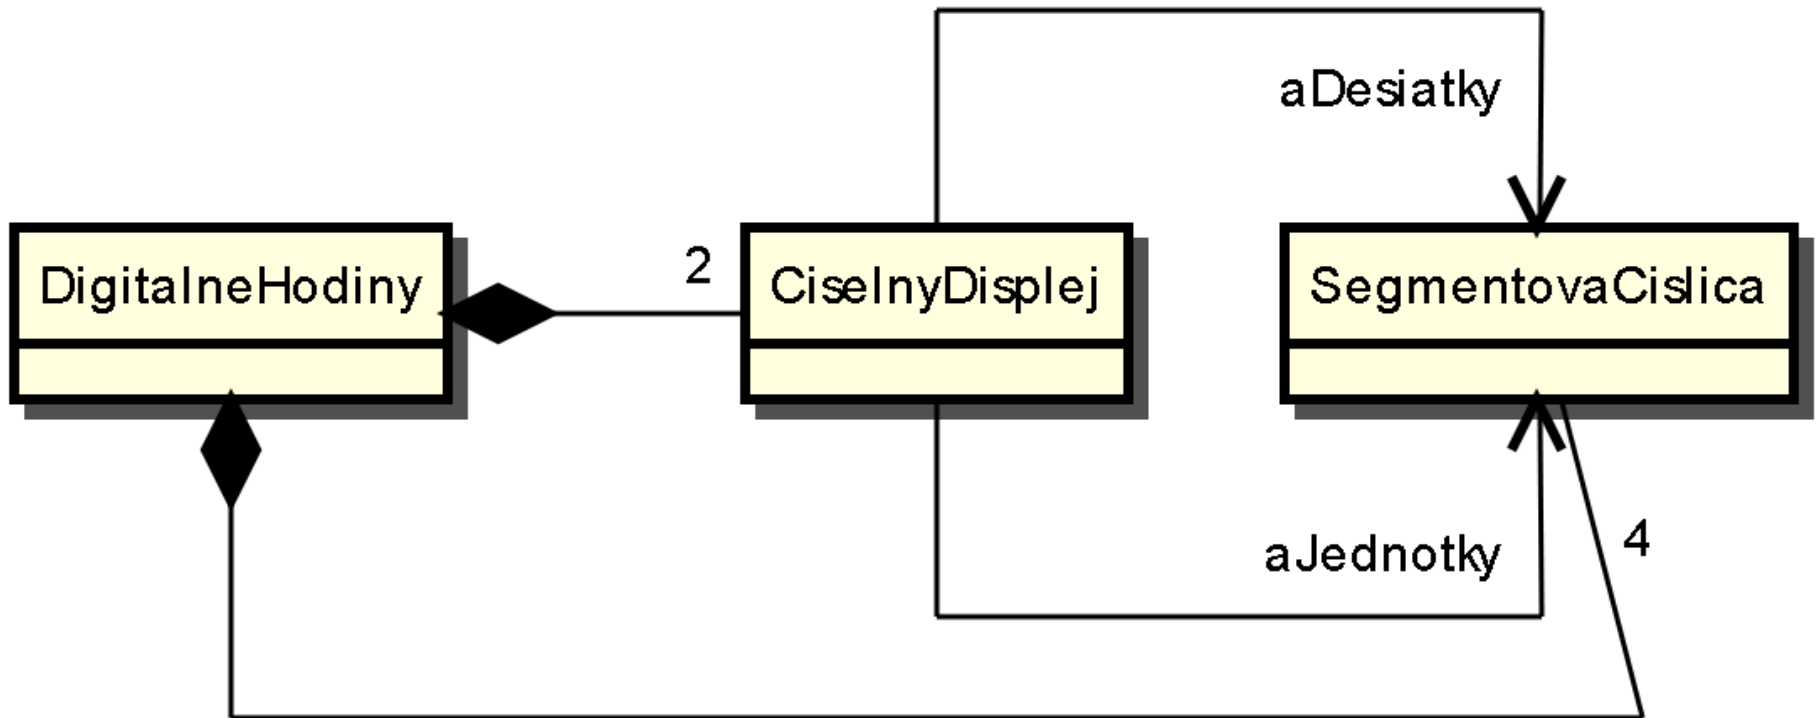 aDesiatky
DigitalneHodiny
2
CiselnyDisplej
SegmentovaCislica
aJednotky
4